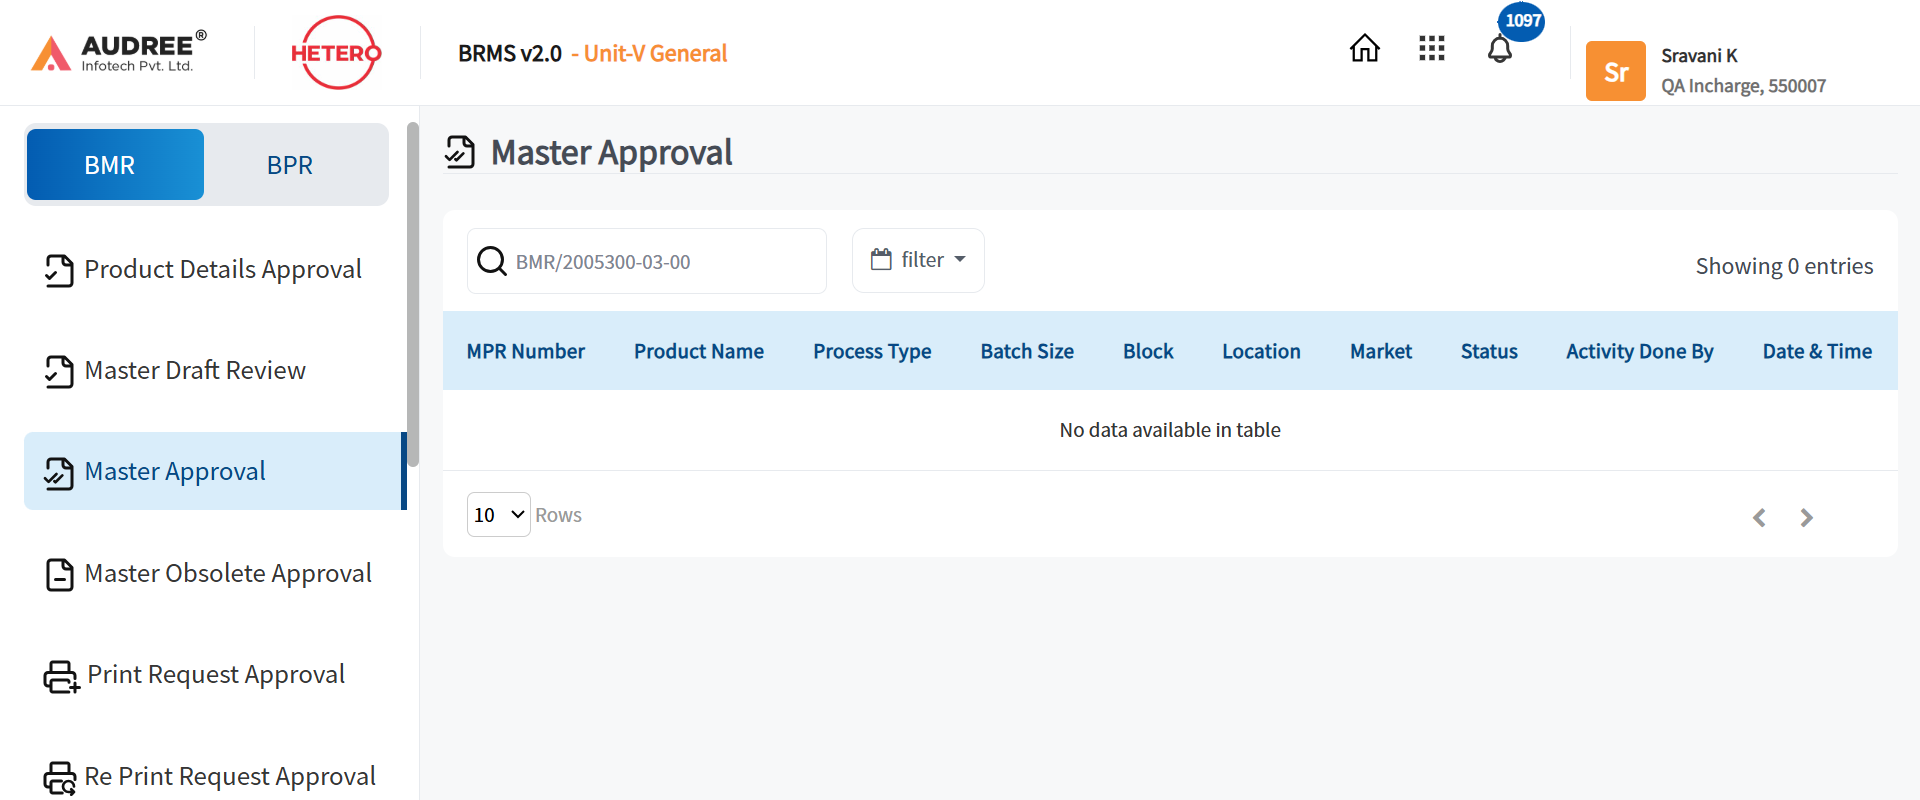 AUDREE®
Infotech Pvt. Ltd.
HETERO
BRMS v2.0 - Unit-V General
1097
Sr
Sravani K
QA Incharge, 550007
BMR
BPR
Product Details Approval
Master Draft Review
Master Approval
Master Obsolete Approval
Print Request Approval
Re Print Request Approval
Master Approval
BMR/2005300-03-00
filter
Showing 0 entries
MPR Number Product Name Process Type Batch Size Block Location Market Status Activity Done By Date & Time
No data available in table
10 Rows